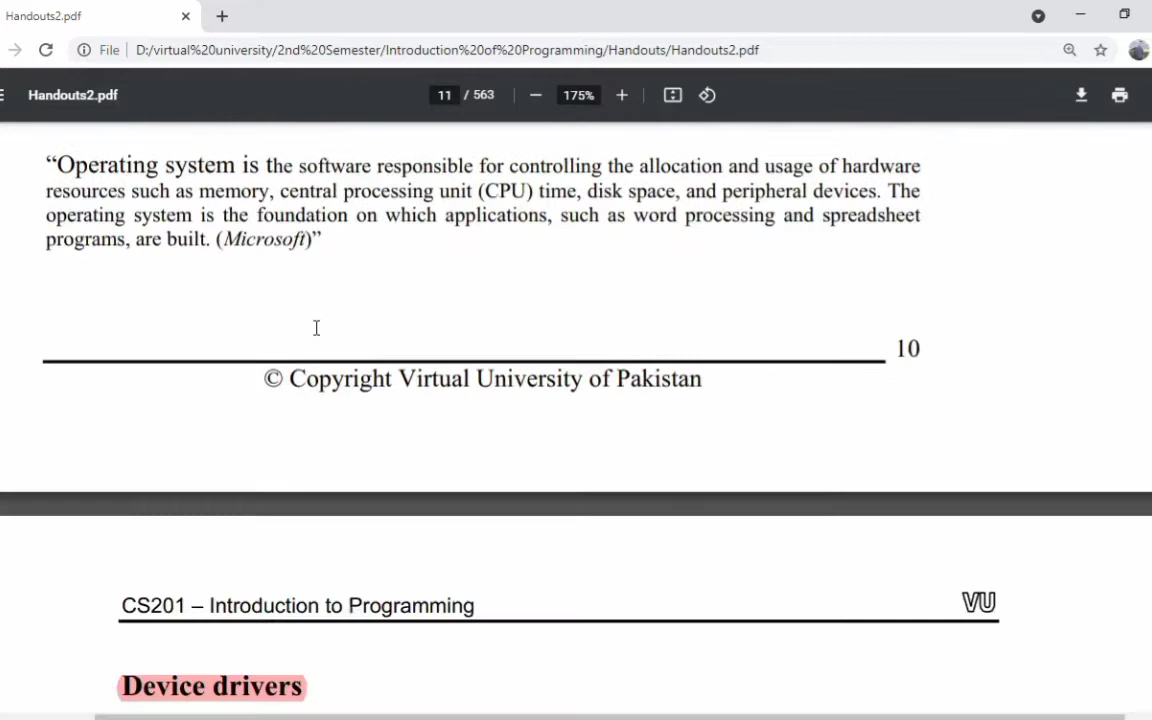 Handouts2.pdf
File
D:/virtual%20university/2nd%20Semester/Introduction%20of%20Programming/Handouts/Handouts2.pdf
Handouts2.pdf
11 / 563
175%
“Operating system is the software responsible for controlling the allocation and usage of hardware
resources such as memory, central processing unit (CPU) time, disk space, and peripheral devices. The
operating system is the foundation on which applications, such as word processing and spreadsheet
programs, are built. (Microsoft)”
10
© Copyright Virtual University of Pakistan
CS201 – Introduction to Programming
VU
Device drivers